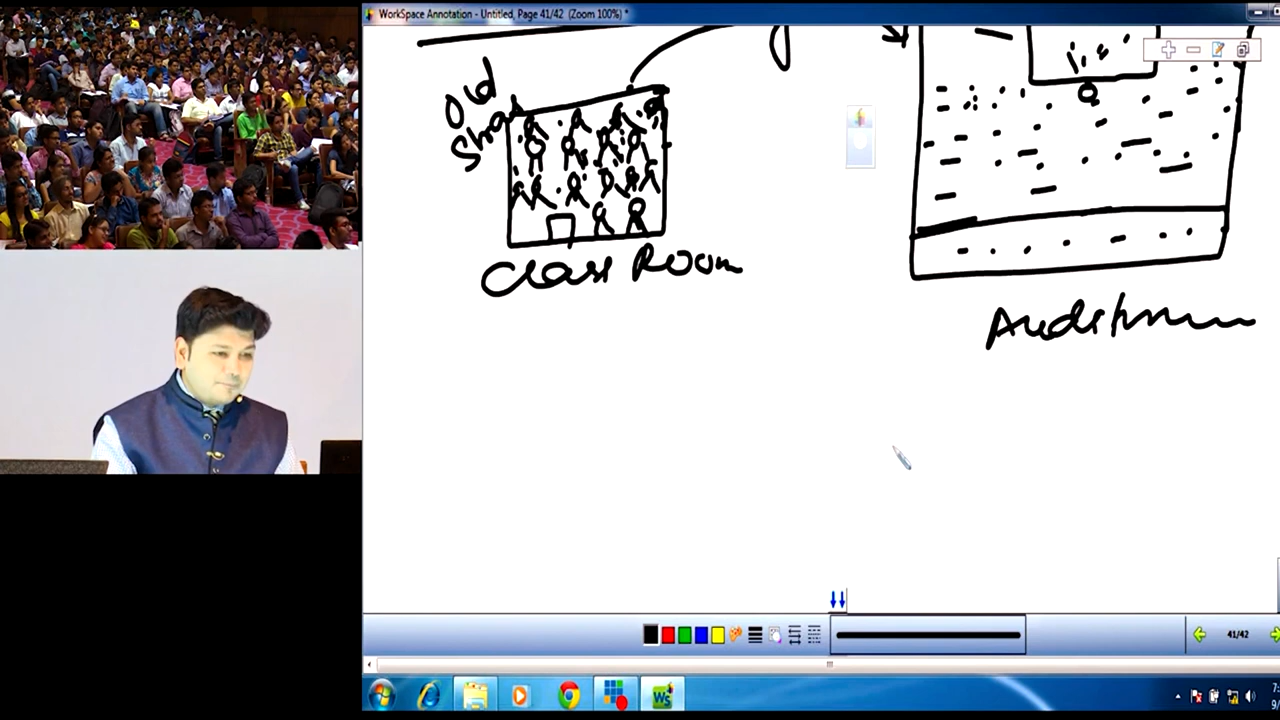 WorkSpace Annotation - Untitled, Page 41/42 (Zoom 100%) *
Old
Class Room
Auditorium
41/42